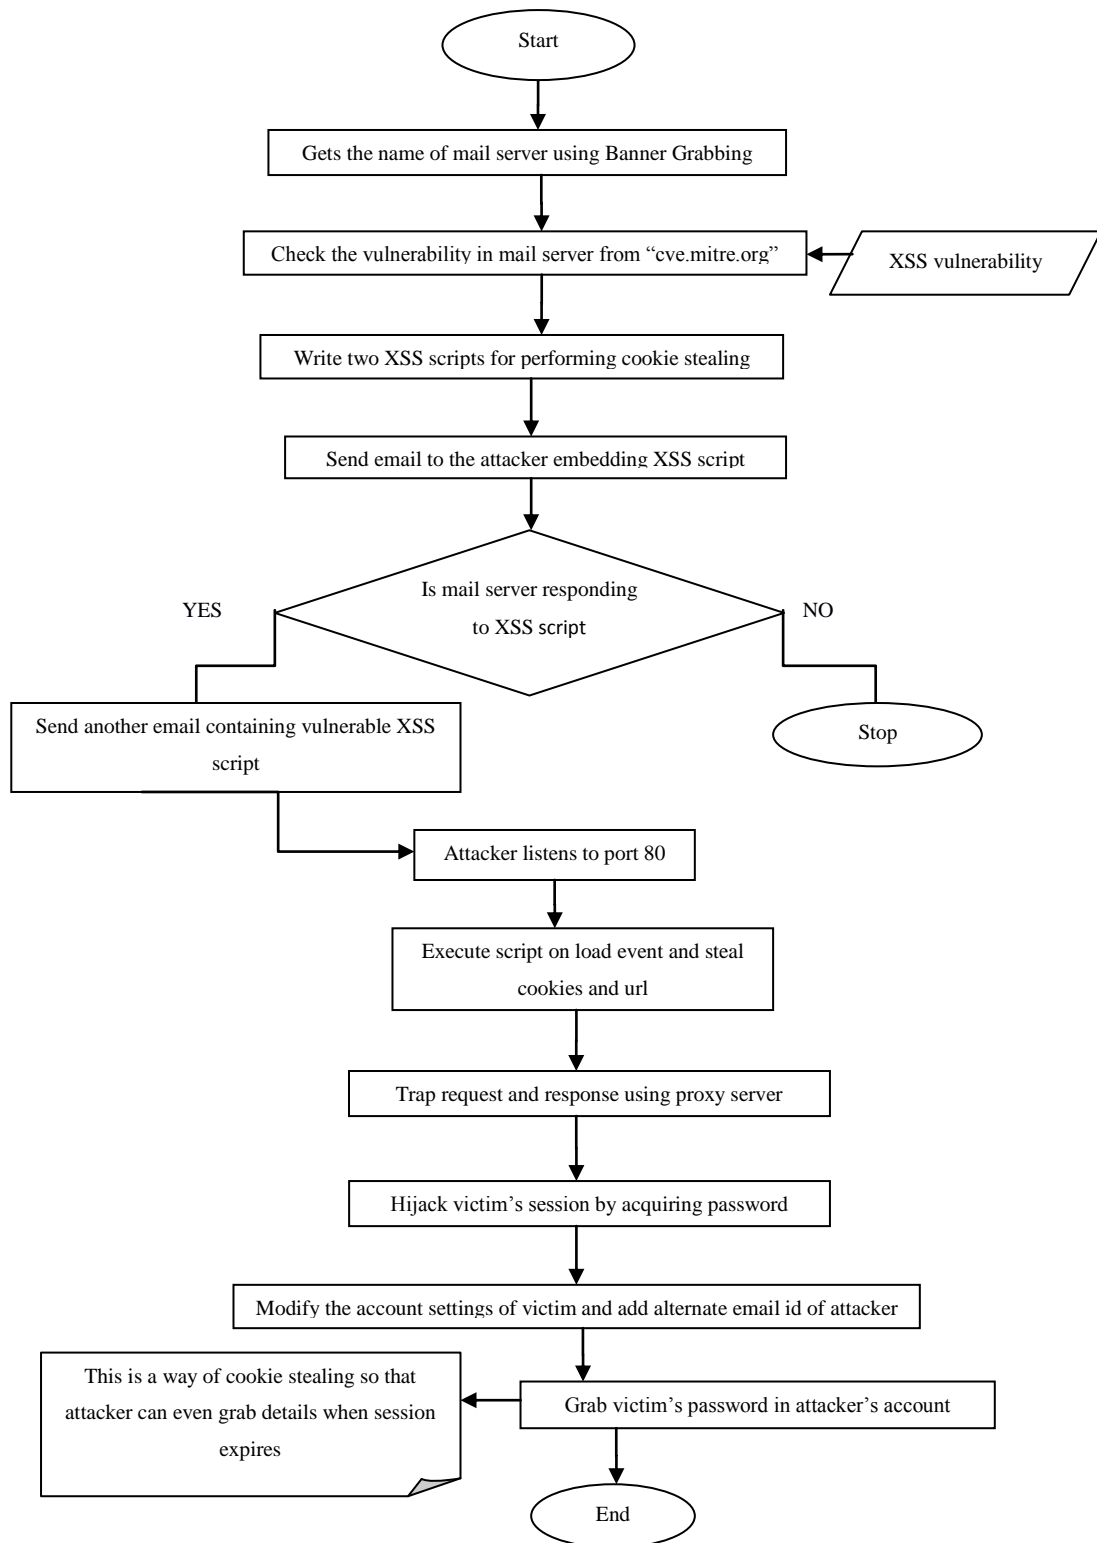 Start
Gets the name of mail server using Banner Grabbing
Check the vulnerability in mail server from “cve.mitre.org”
XSS vulnerability
Write two XSS scripts for performing cookie stealing
Send email to the attacker embedding XSS script
Is mail server responding
to XSS script
YES
NO
Send another email containing vulnerable XSS
script
Stop
Attacker listens to port 80
Execute script on load event and steal
cookies and url
Trap request and response using proxy server
Hijack victim’s session by acquiring password
Modify the account settings of victim and add alternate email id of attacker
This is a way of cookie stealing so that
attacker can even grab details when session
expires
Grab victim’s password in attacker’s account
End